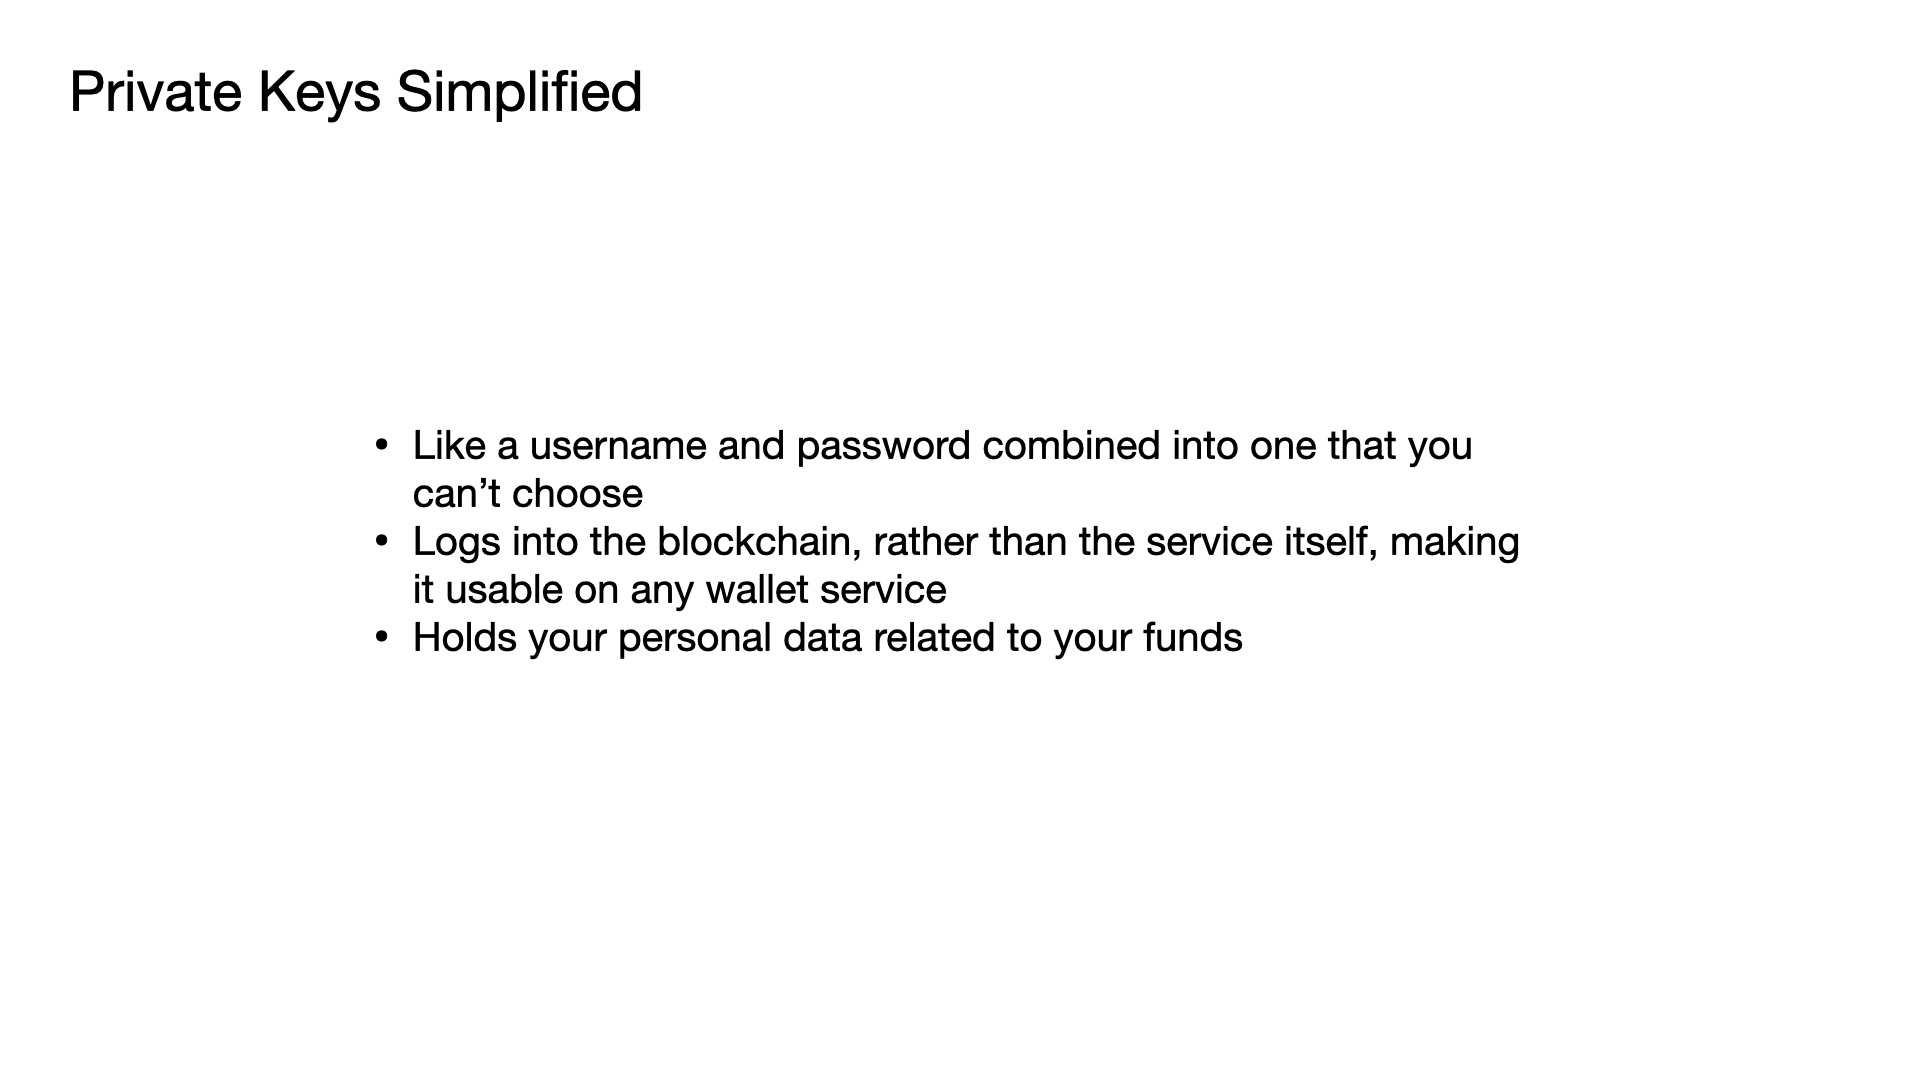 Private Keys Simplified
• Like a username and password combined into one that you
can’t choose
• Logs into the blockchain, rather than the service itself, making
it usable on any wallet service
• Holds your personal data related to your funds